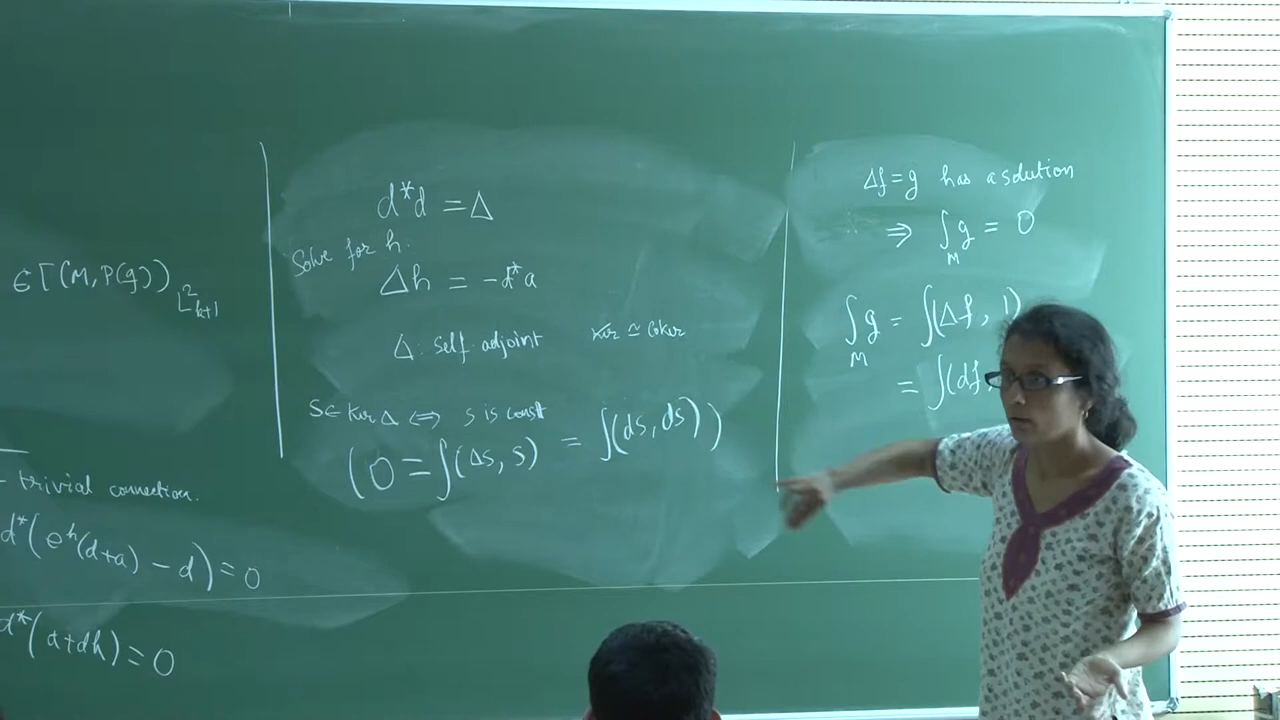 ∈ Γ(M, P(g))_{L²_{k+1}}
- trivial connection.
d*(e^h(d+a) - d) = 0
d*(a+dh) = 0
d*d = Δ
Solve for h.
Δh = -d*a
Δ: self adjoint ker ≃ coker
s ∈ ker Δ ⇔ s is const
(0 = ∫(Δs, s) = ∫(ds, ds))
Δf = g has a solution
⇒ ∫_M g = 0
∫_M g = ∫(Δf, 1)
= ∫(df,